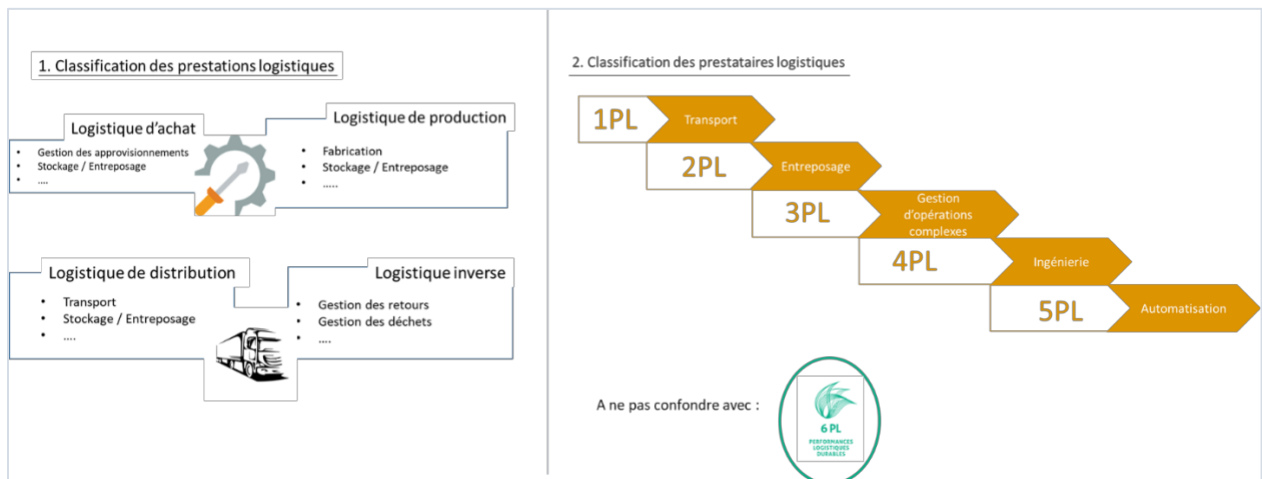 1. Classification des prestations logistiques
Logistique d'achat
• Gestion des approvisionnements
• Stockage / Entreposage
• ....
Logistique de production
• Fabrication
• Stockage / Entreposage
• .....
Logistique de distribution
• Transport
• Stockage / Entreposage
• ....
Logistique inverse
• Gestion des retours
• Gestion des déchets
• ....
2. Classification des prestataires logistiques
1PL
Transport
2PL
Entreposage
3PL
Gestion
d'opérations
complexes
4PL
Ingénierie
5PL
Automatisation
A ne pas confondre avec :
6 PL
PERFORMANCES
LOGISTIQUES
DURABLES